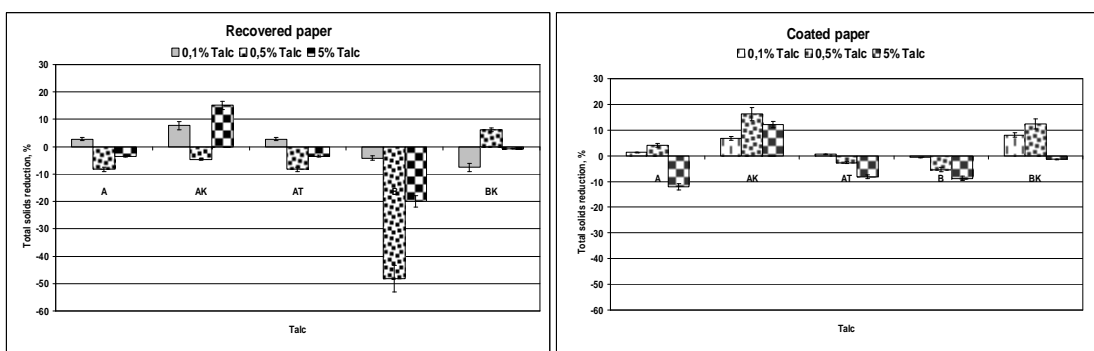 Recovered paper
0,1% Talc 0,5% Talc 5% Talc
Total solids reduction, %
30
20
10
0
-10
-20
-30
-40
-50
-60
A AK AT B BK
Talc
Coated paper
0,1% Talc 0,5% Talc 5% Talc
Total solids reduction, %
30
20
10
0
-10
-20
-30
-40
-50
-60
A AK AT B BK
Talc